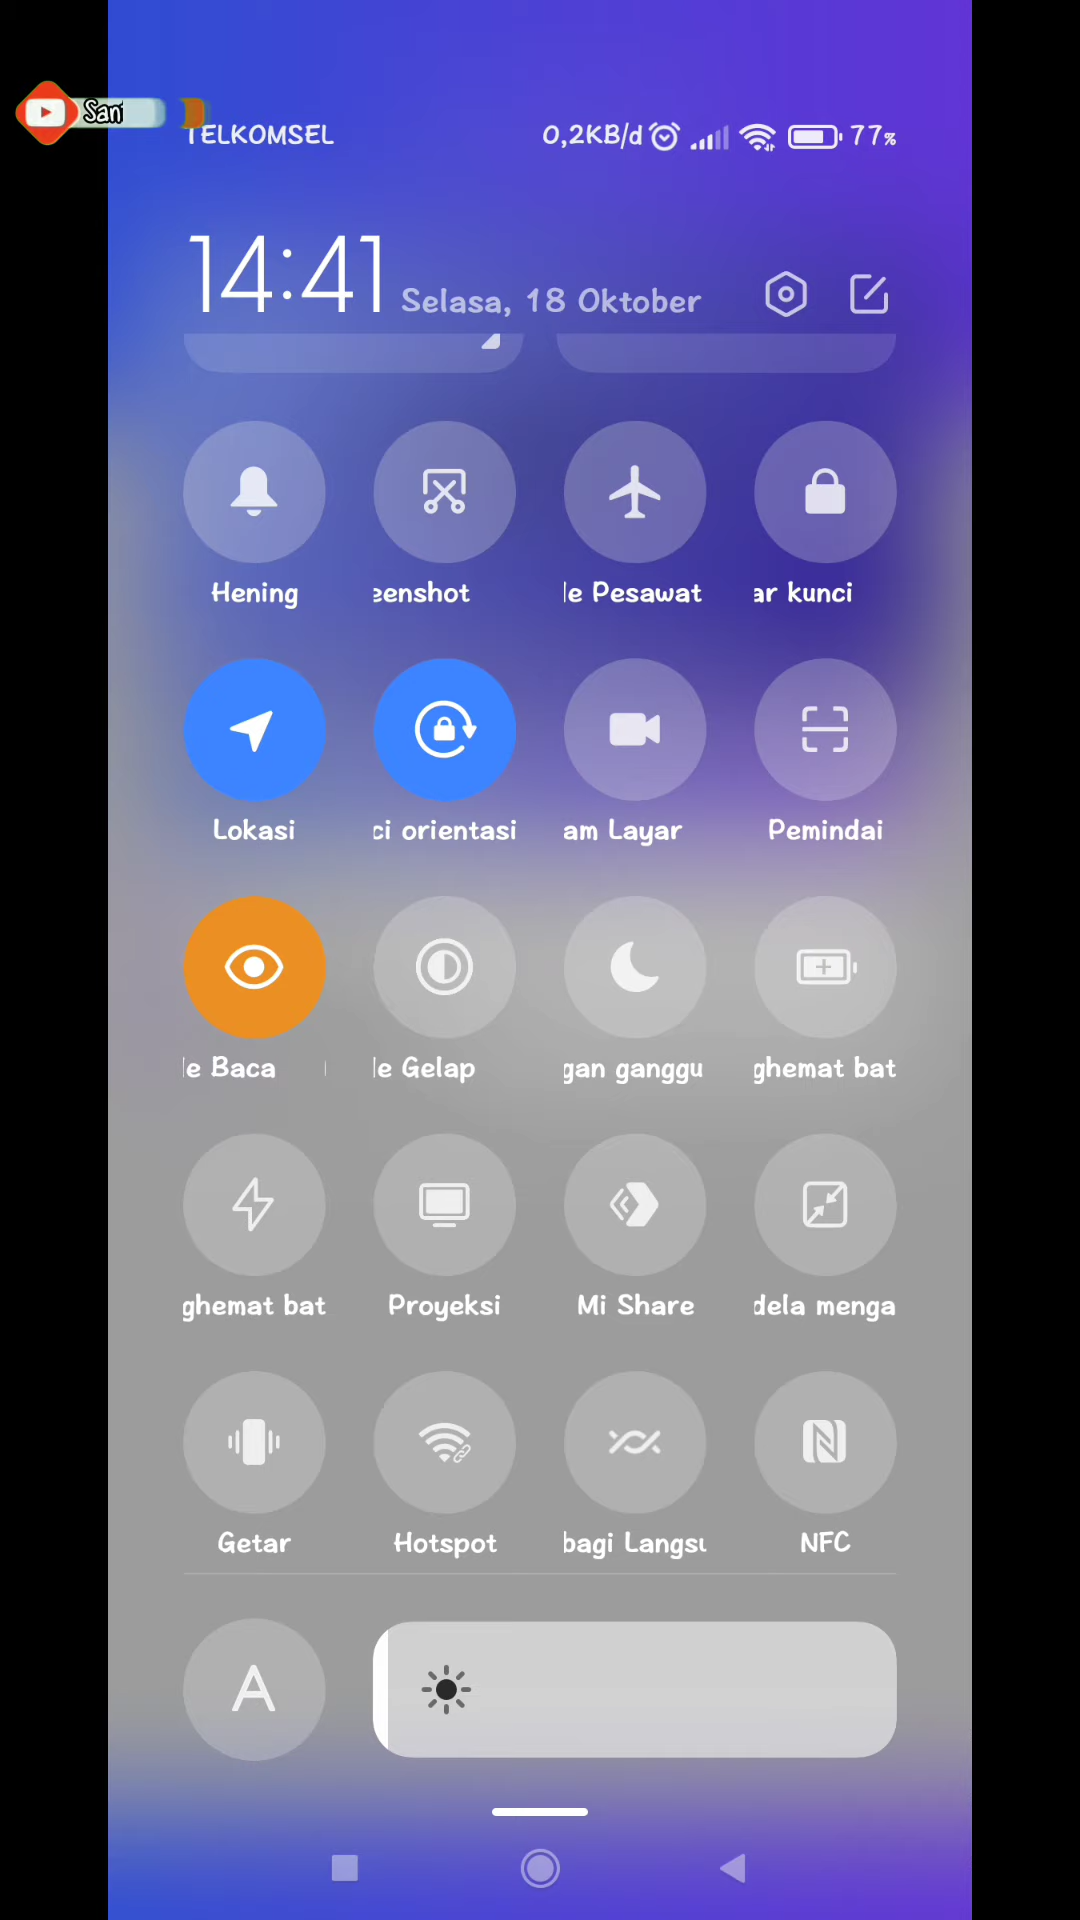 TELKOMSEL 0,2KB/d 77%
14:41 Selasa, 18 Oktober
Hening eenshot le Pesawat ar kunci
Lokasi ci orientasi am Layar Pemindai
le Baca le Gelap gan ganggu ghemat bat
ghemat bat Proyeksi Mi Share dela menga
Getar Hotspot bagi Langsu NFC
A